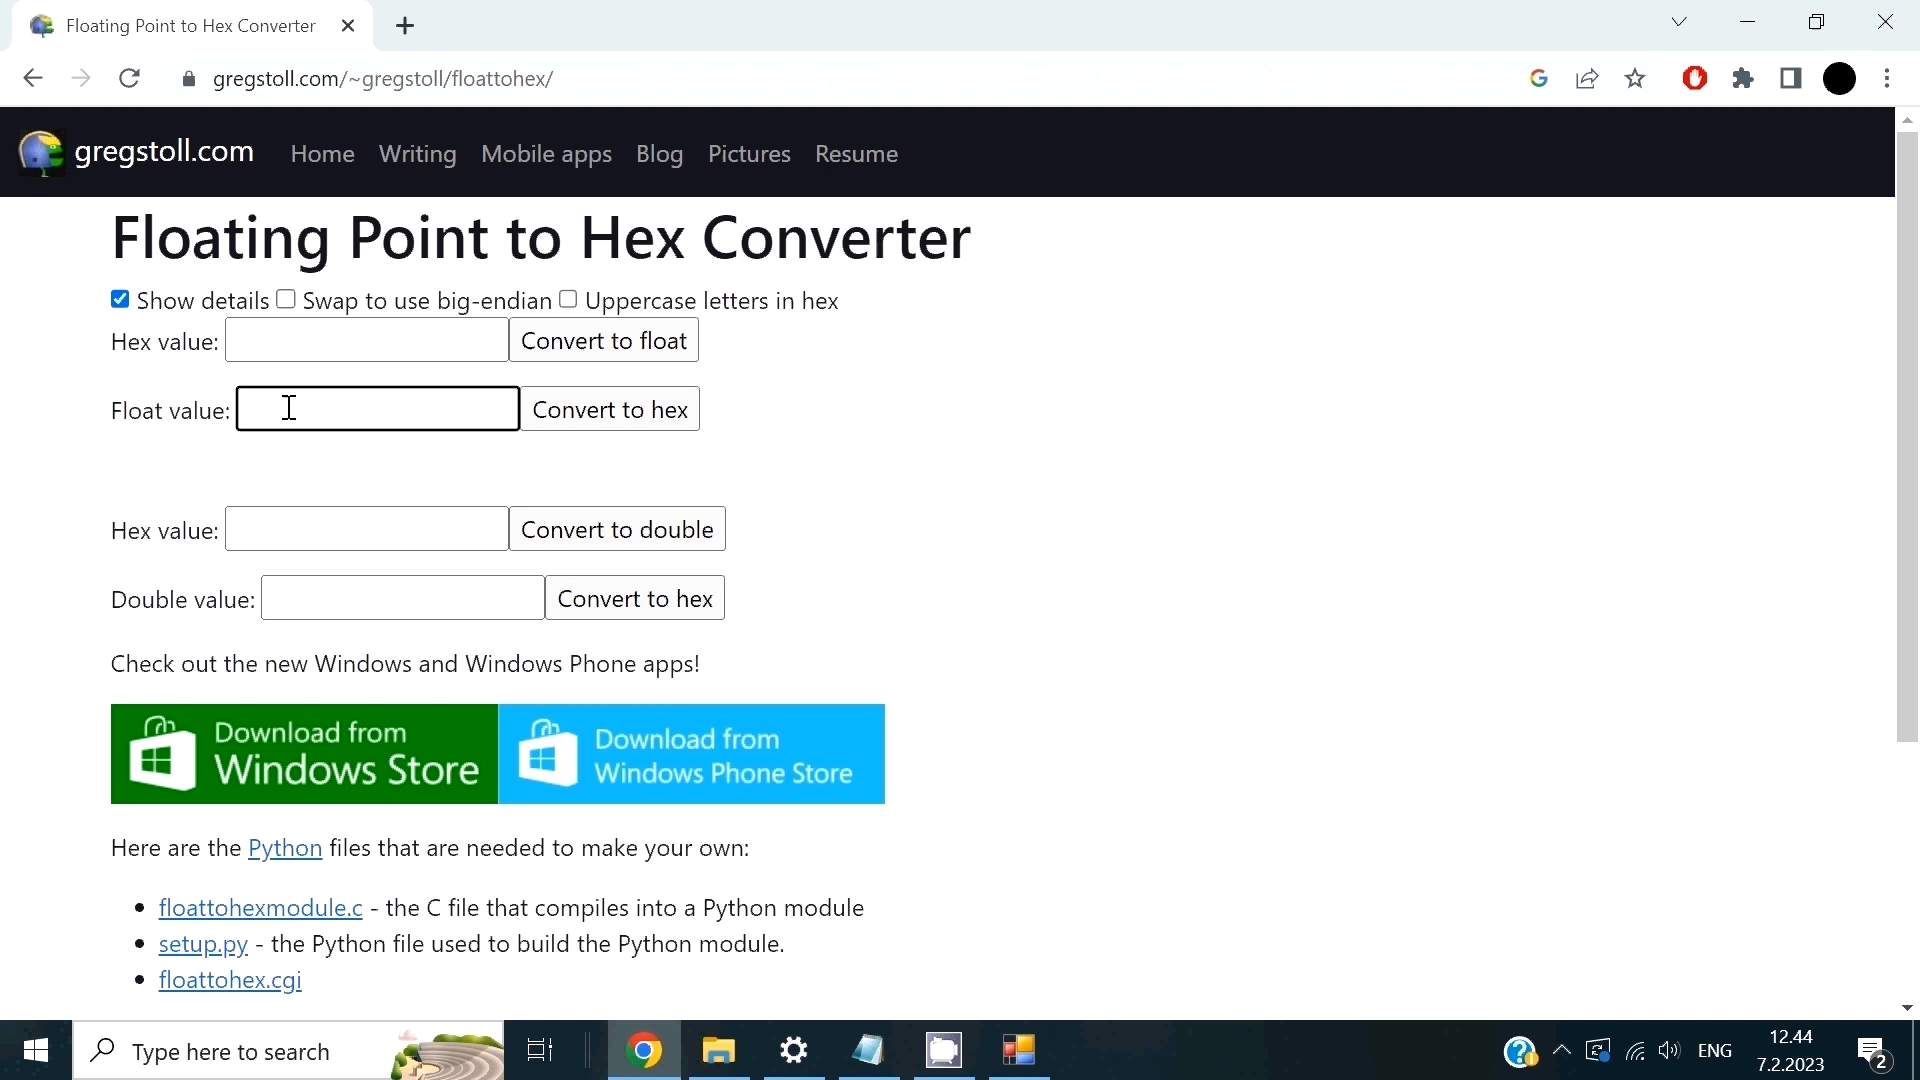 Floating Point to Hex Converter
gregstoll.com/~gregstoll/floattohex/
gregstoll.com Home Writing Mobile apps Blog Pictures Resume
Floating Point to Hex Converter
Show details Swap to use big-endian Uppercase letters in hex
Hex value: Convert to float
Float value: Convert to hex
Hex value: Convert to double
Double value: Convert to hex
Check out the new Windows and Windows Phone apps!
Download from
Windows Store
Download from
Windows Phone Store
Here are the Python files that are needed to make your own:
floattohexmodule.c - the C file that compiles into a Python module
setup.py - the Python file used to build the Python module.
floattohex.cgi
Type here to search
ENG
12.44
7.2.2023
2